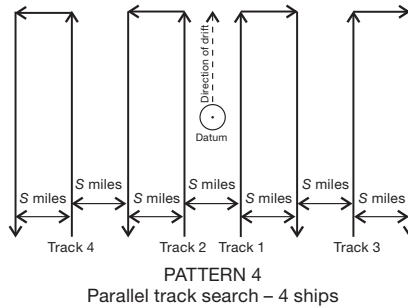 Direction of drift
Datum
S miles S miles S miles
S miles S miles S miles S miles
Track 4 Track 2 Track 1 Track 3
PATTERN 4
Parallel track search – 4 ships